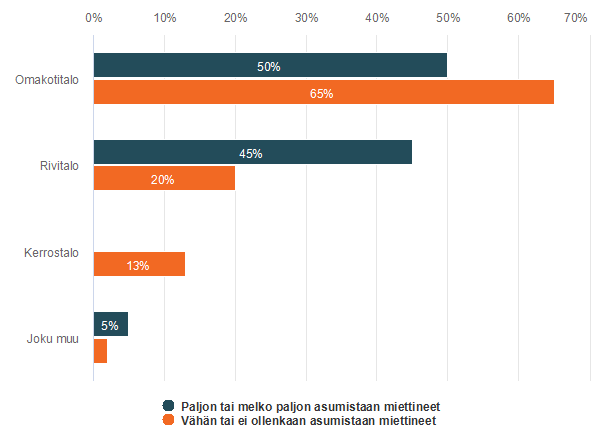 0% 10% 20% 30% 40% 50% 60% 70%
Omakotitalo 50%
65%
Rivitalo 45%
20%
Kerrostalo
13%
Joku muu 5%
Paljon tai melko paljon asumistaan miettineet
Vähän tai ei ollenkaan asumistaan miettineet